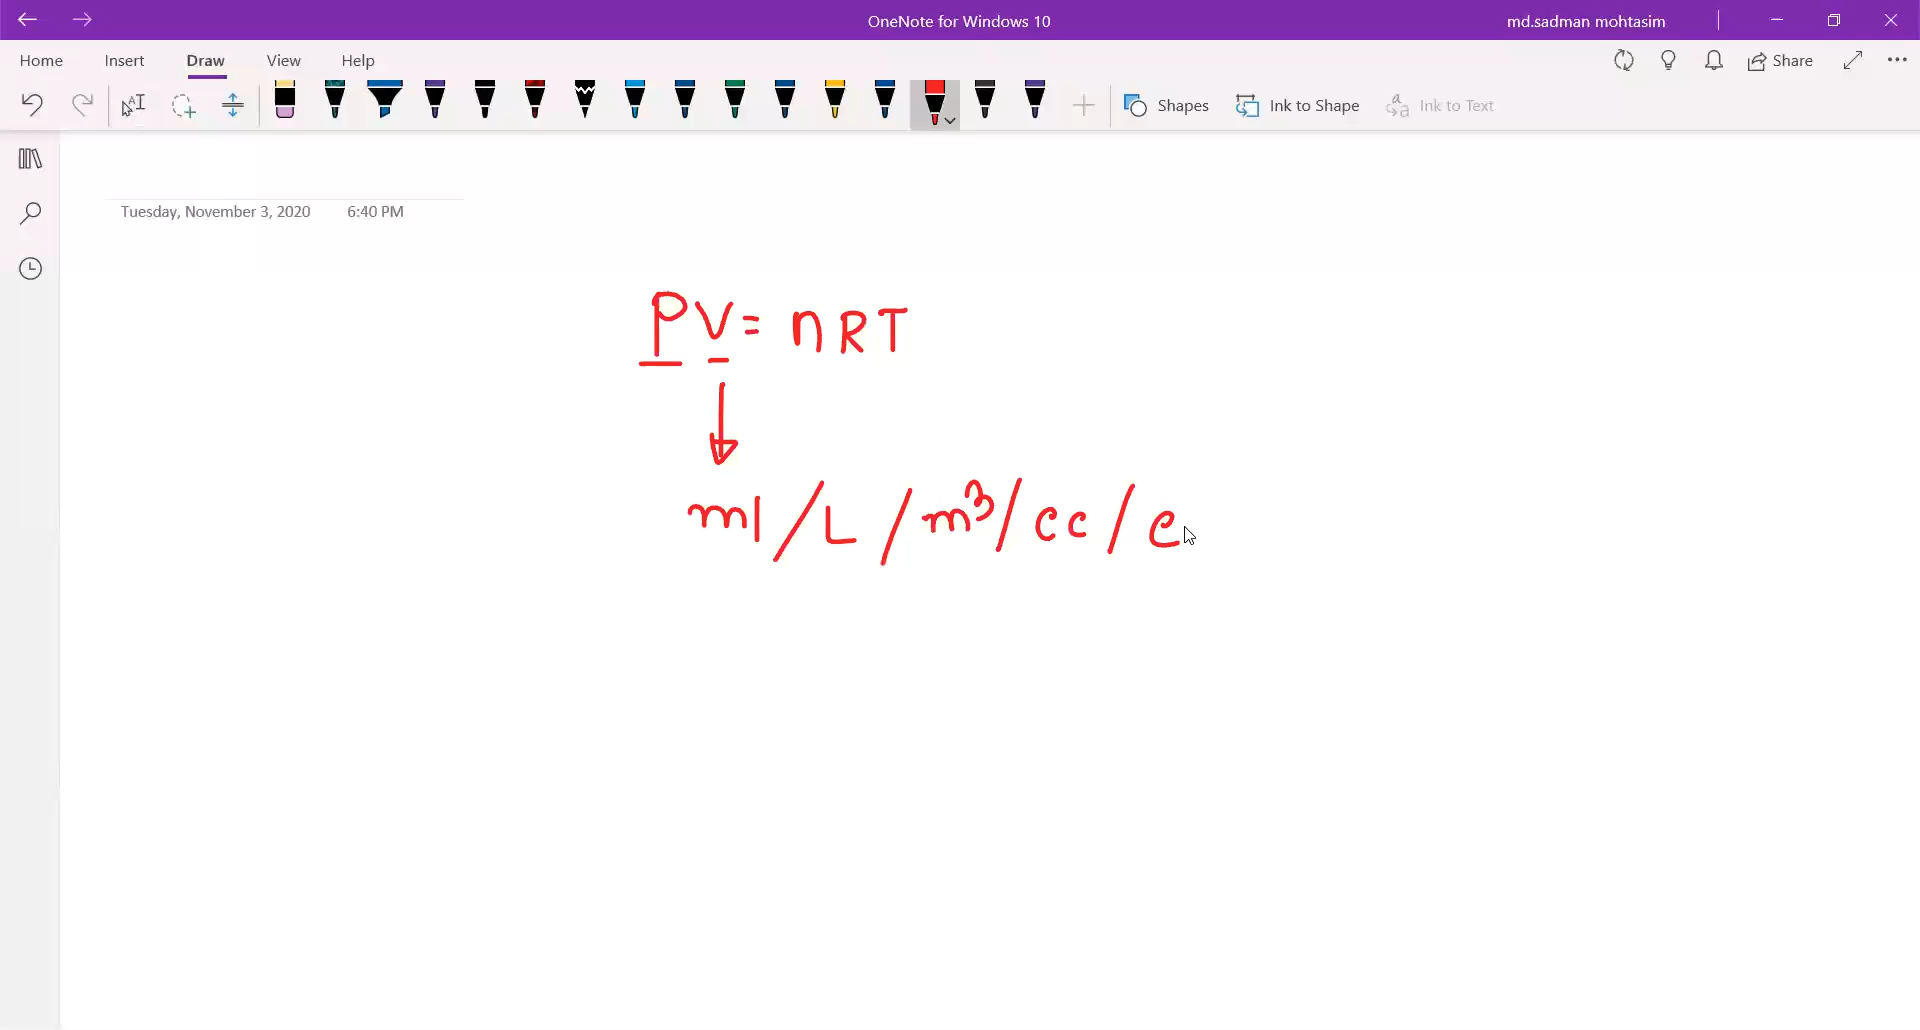 OneNote for Windows 10
md.sadman mohtasim
Home Insert Draw View Help
Share
Shapes Ink to Shape Ink to Text
Tuesday, November 3, 2020 6:40 PM
PV = nRT
ml / L / m³ / cc / c